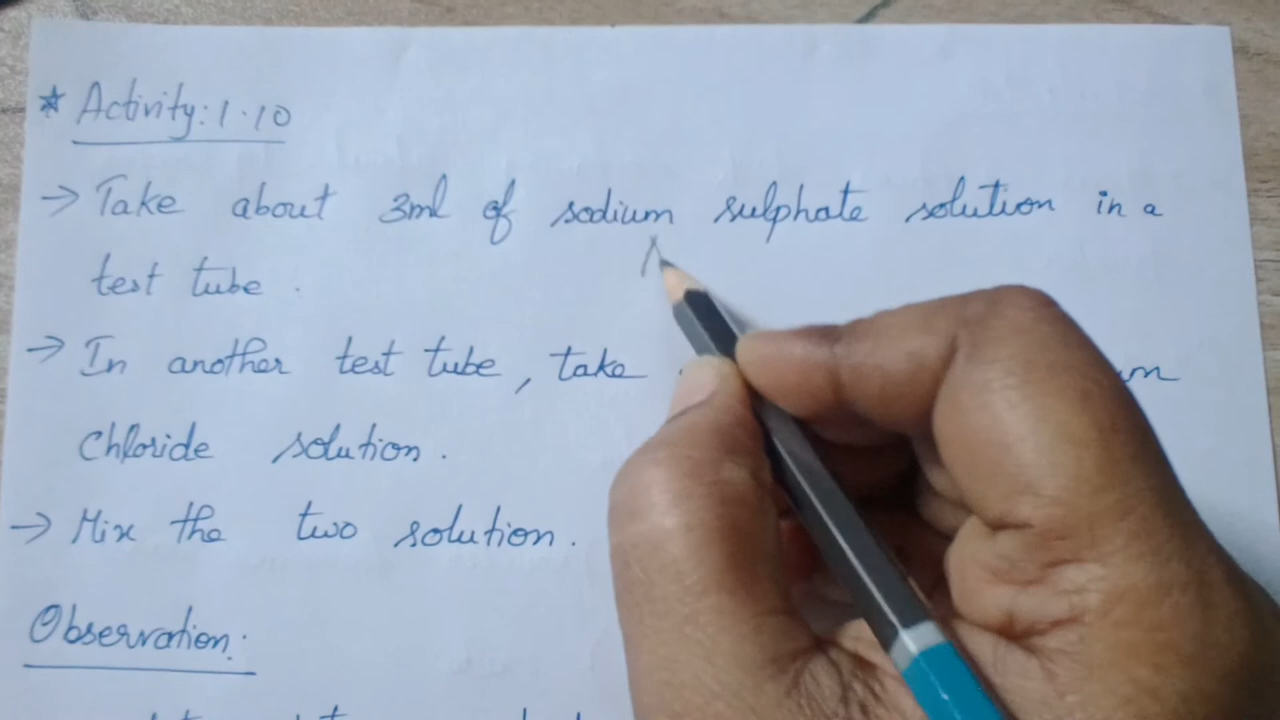 * Activity: 1.10
→ Take about 3ml of sodium sulphate solution in a
test tube.
→ In another test tube, take
Chloride solution.
→ Mix the two solution.
Observation: